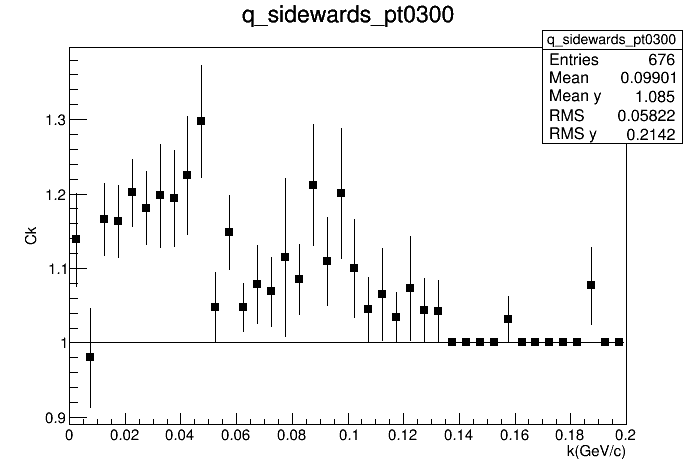 q_sidewards_pt0300
q_sidewards_pt0300
Entries 676
Mean 0.09901
Mean y 1.085
RMS 0.05822
RMS y 0.2142
Ck
1.3
1.2
1.1
1
0.9
0 0.02 0.04 0.06 0.08 0.1 0.12 0.14 0.16 0.18 0.2
k(GeV/c)